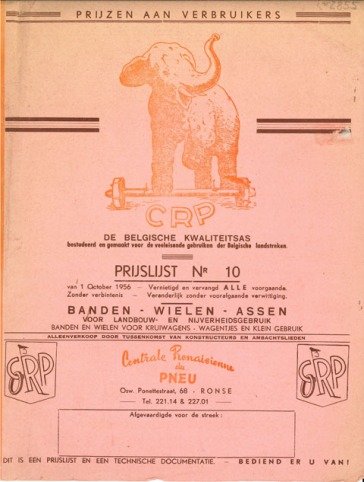 PRIJZEN AAN VERBRUIKERS
CRP
DE BELGISCHE KWALITEITSAS
bestudeerd en gemaakt voor de veeleisende gebruiken der Belgische landstreken.
PRIJSLIJST Nr 10
van 1 October 1956 — Vernietigd en vervangd ALLE voorgaande.
Zonder verbintenis — Veranderlijk zonder voorafgaande verwittiging.
BANDEN - WIELEN - ASSEN
VOOR LANDBOUW- EN NIJVERHEIDSGEBRUIK
BANDEN EN WIELEN VOOR KRUIWAGENS - WAGENTJES EN KLEIN GEBRUIK
ALLEENVERKOOP DOOR TUSSENKOMST VAN KONSTRUCTEURS EN AMBACHTSLIEDEN
CRP
Centrale Renaisienne
du
PNEU
Osw. Ponettestraat, 68 - RONSE
— Tel. 221.14 & 227.01 —
CRP
Afgevaardigde voor de streek:
DIT IS EEN PRIJSLIJST EN EEN TECHNISCHE DOCUMENTATIE. - BEDIEND ER U VAN!